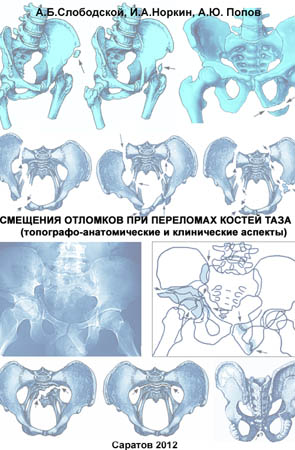 А.Б.Слободской, И.А.Норкин, А.Ю. Попов
СМЕЩЕНИЯ ОТЛОМКОВ ПРИ ПЕРЕЛОМАХ КОСТЕЙ ТАЗА
(топографо-анатомические и клинические аспекты)
Саратов 2012